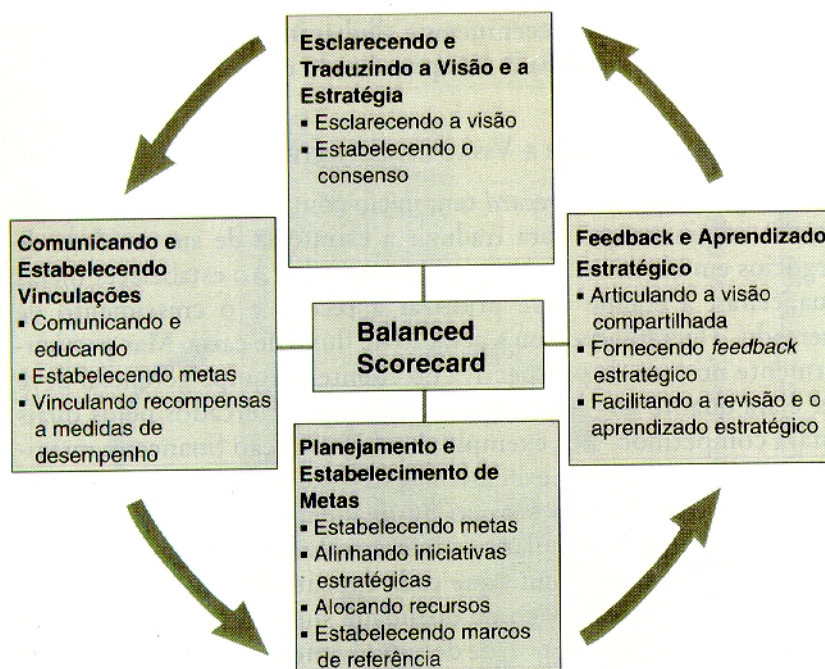 Esclarecendo e
Traduzindo a Visão e a
Estratégia
▪ Esclarecendo a visão
▪ Estabelecendo o
consenso
Comunicando e
Estabelecendo
Vinculações
▪ Comunicando e
educando
▪ Estabelecendo metas
▪ Vinculando recompensas
a medidas de
desempenho
Balanced
Scorecard
Feedback e Aprendizado
Estratégico
▪ Articulando a visão
compartilhada
▪ Fornecendo feedback
estratégico
▪ Facilitando a revisão e o
aprendizado estratégico
Planejamento e
Estabelecimento de
Metas
▪ Estabelecendo metas
▪ Alinhando iniciativas
estratégicas
▪ Alocando recursos
▪ Estabelecendo marcos
de referência